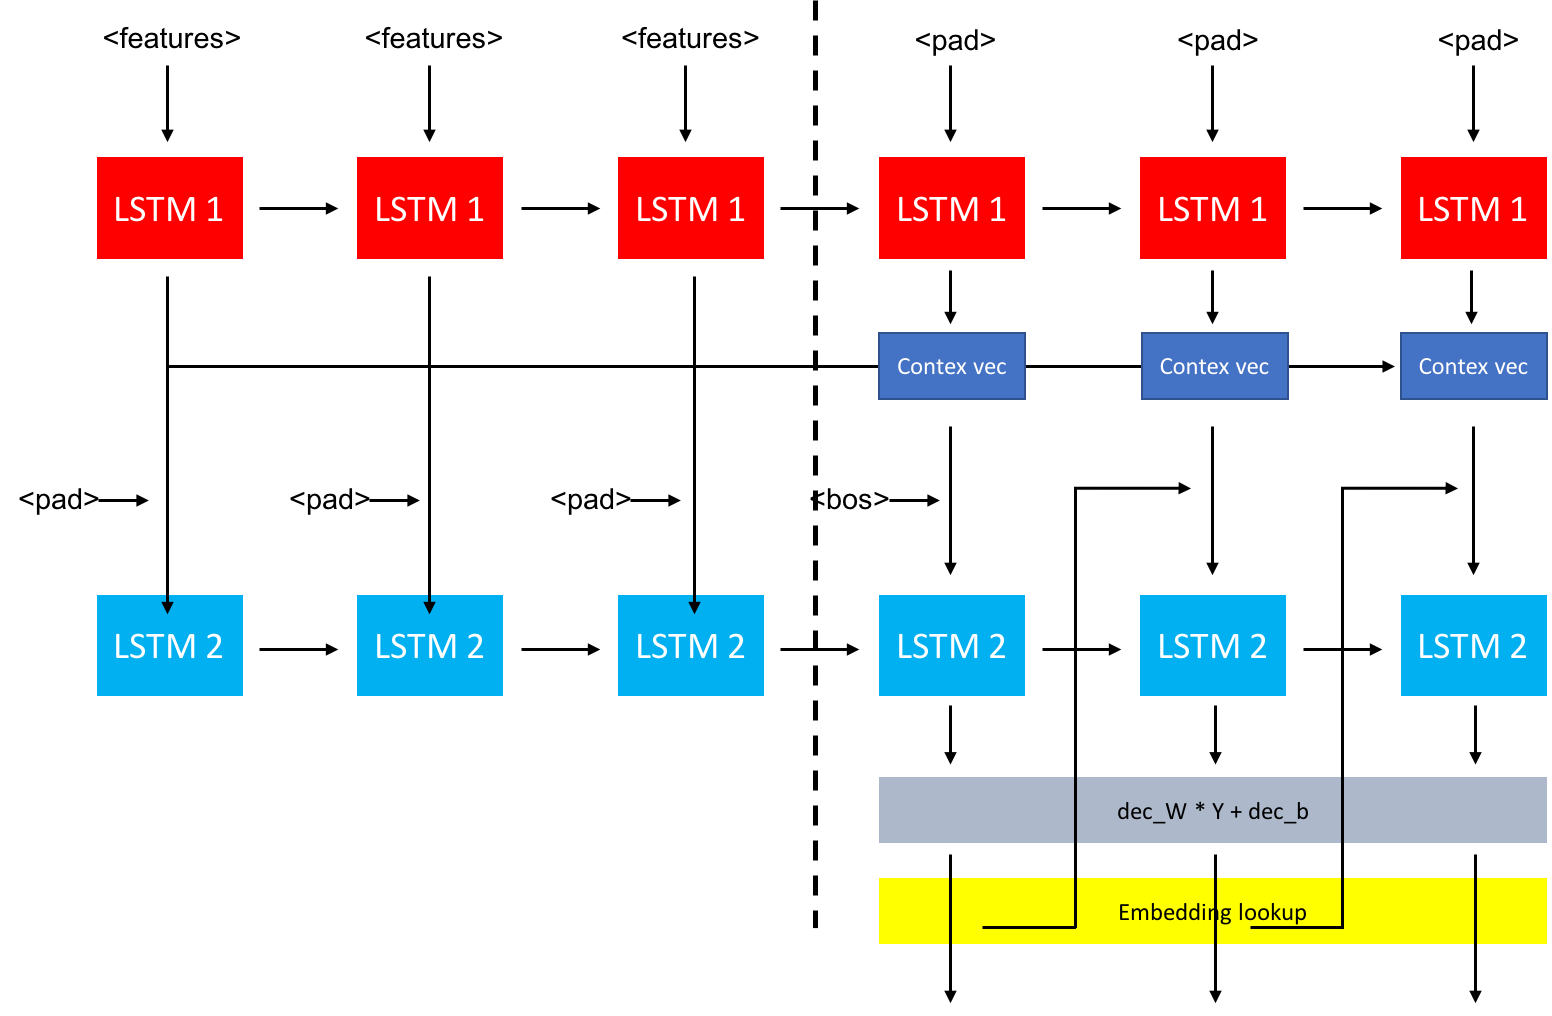 <features>
<features>
<features>
<pad>
<pad>
<pad>
LSTM 1
LSTM 1
LSTM 1
LSTM 1
LSTM 1
LSTM 1
Contex vec
Contex vec
Contex vec
<pad>
<pad>
<pad>
<bos>
LSTM 2
LSTM 2
LSTM 2
LSTM 2
LSTM 2
LSTM 2
dec_W * Y + dec_b
Embedding lookup